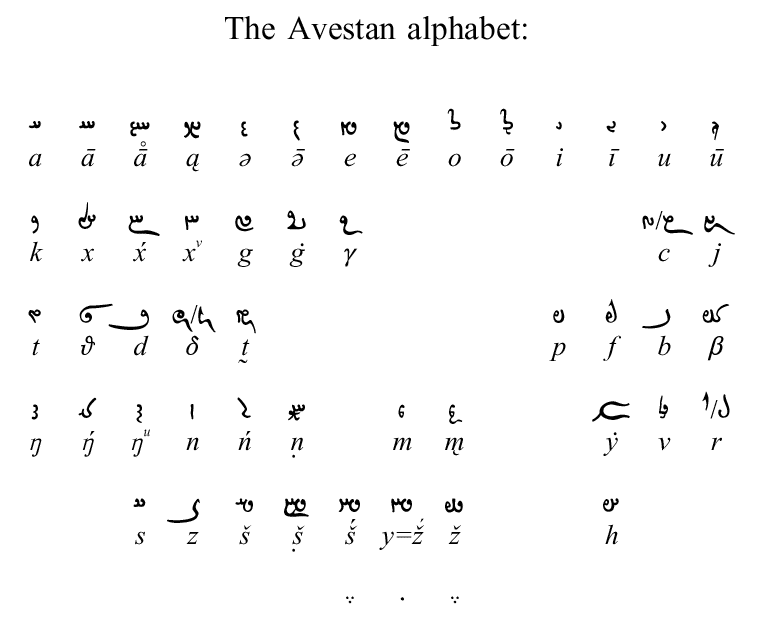 The Avestan alphabet:
𐬀 𐬁 𐬃 𐬄 𐬆 𐬇 𐬈 𐬉 𐬊 𐬋 𐬌 𐬍 𐬎 𐬏
a ā ā̊ ą ə ə̄ e ē o ō i ī u ū
𐬐 𐬑 𐬒 𐬓 𐬔 𐬕 𐬖 𐬗/𐬗 𐬘
k x x́ xᵛ g ġ γ c j
𐬙 𐬚 𐬛 𐬜/𐬜 𐬝 𐬞 𐬟 𐬠 𐬡
t ϑ d δ t̰ p f b β
𐬢 𐬣 𐬤 𐬥 𐬦 𐬧 𐬨 𐬩 𐬪 𐬬 𐬭/𐬭
ŋ ŋ́ ŋᵘ n ń ṇ m m̨ ẏ v r
𐬯 𐬰 𐬱 𐬴 𐬳 𐬫 𐬲 𐬵
s z š ṣ̌ š́ y=ž́ ž h